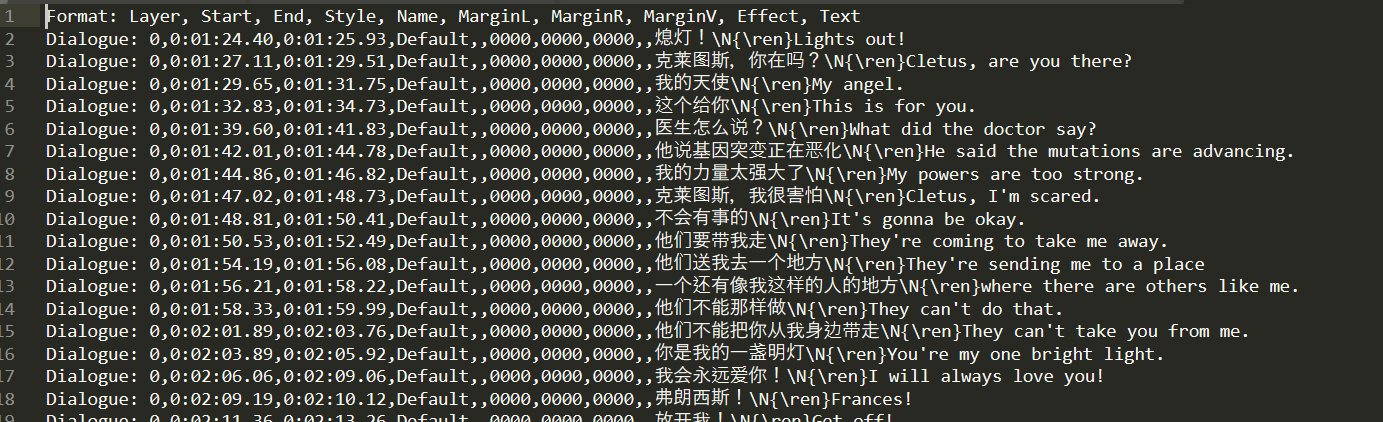 1 Format: Layer, Start, End, Style, Name, MarginL, MarginR, MarginV, Effect, Text
2 Dialogue: 0,0:01:24.40,0:01:25.93,Default,,0000,0000,0000,,熄灯！\N{\ren}Lights out!
3 Dialogue: 0,0:01:27.11,0:01:29.51,Default,,0000,0000,0000,,克莱图斯，你在吗？\N{\ren}Cletus, are you there?
4 Dialogue: 0,0:01:29.65,0:01:31.75,Default,,0000,0000,0000,,我的天使\N{\ren}My angel.
5 Dialogue: 0,0:01:32.83,0:01:34.73,Default,,0000,0000,0000,,这个给你\N{\ren}This is for you.
6 Dialogue: 0,0:01:39.60,0:01:41.83,Default,,0000,0000,0000,,医生怎么说？\N{\ren}What did the doctor say?
7 Dialogue: 0,0:01:42.01,0:01:44.78,Default,,0000,0000,0000,,他说基因突变正在恶化\N{\ren}He said the mutations are advancing.
8 Dialogue: 0,0:01:44.86,0:01:46.82,Default,,0000,0000,0000,,我的力量太强大了\N{\ren}My powers are too strong.
9 Dialogue: 0,0:01:47.02,0:01:48.73,Default,,0000,0000,0000,,克莱图斯，我很害怕\N{\ren}Cletus, I'm scared.
10 Dialogue: 0,0:01:48.81,0:01:50.41,Default,,0000,0000,0000,,不会有事的\N{\ren}It's gonna be okay.
11 Dialogue: 0,0:01:50.53,0:01:52.49,Default,,0000,0000,0000,,他们要带我走\N{\ren}They're coming to take me away.
12 Dialogue: 0,0:01:54.19,0:01:56.08,Default,,0000,0000,0000,,他们送我去一个地方\N{\ren}They're sending me to a place
13 Dialogue: 0,0:01:56.21,0:01:58.22,Default,,0000,0000,0000,,一个还有像我这样的人的地方\N{\ren}where there are others like me.
14 Dialogue: 0,0:01:58.33,0:01:59.99,Default,,0000,0000,0000,,他们不能那样做\N{\ren}They can't do that.
15 Dialogue: 0,0:02:01.89,0:02:03.76,Default,,0000,0000,0000,,他们不能把你从我身边带走\N{\ren}They can't take you from me.
16 Dialogue: 0,0:02:03.89,0:02:05.92,Default,,0000,0000,0000,,你是我的一盏明灯\N{\ren}You're my one bright light.
17 Dialogue: 0,0:02:06.06,0:02:09.06,Default,,0000,0000,0000,,我会永远爱你！\N{\ren}I will always love you!
18 Dialogue: 0,0:02:09.19,0:02:10.12,Default,,0000,0000,0000,,弗朗西斯！\N{\ren}Frances!
19 Dialogue: 0,0:02:11.36,0:02:13.26,Default,,0000,0000,0000,,放开我！\N{\ren}Get off!